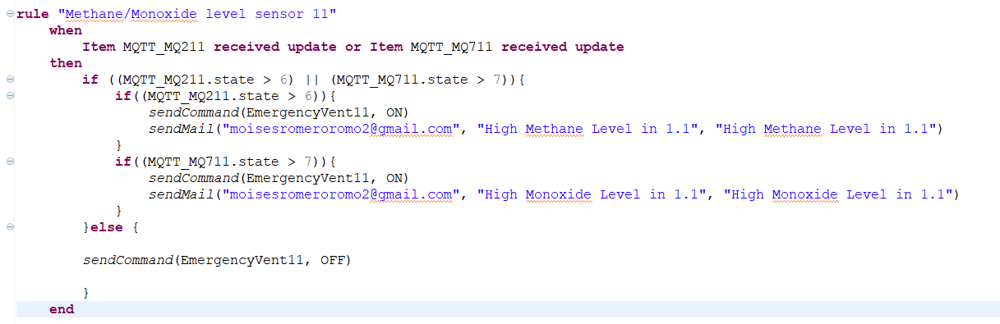 rule "Methane/Monoxide level sensor 11"
    when
        Item MQTT_MQ211 received update or Item MQTT_MQ711 received update
    then
        if ((MQTT_MQ211.state > 6) || (MQTT_MQ711.state > 7)){
            if((MQTT_MQ211.state > 6)){
                sendCommand(EmergencyVent11, ON)
                sendMail("moisesromeroromo2@gmail.com", "High Methane Level in 1.1", "High Methane Level in 1.1")
            }
            if((MQTT_MQ711.state > 7)){
                sendCommand(EmergencyVent11, ON)
                sendMail("moisesromeroromo2@gmail.com", "High Monoxide Level in 1.1", "High Monoxide Level in 1.1")
            }
        }else {
        sendCommand(EmergencyVent11, OFF)
        }
    end